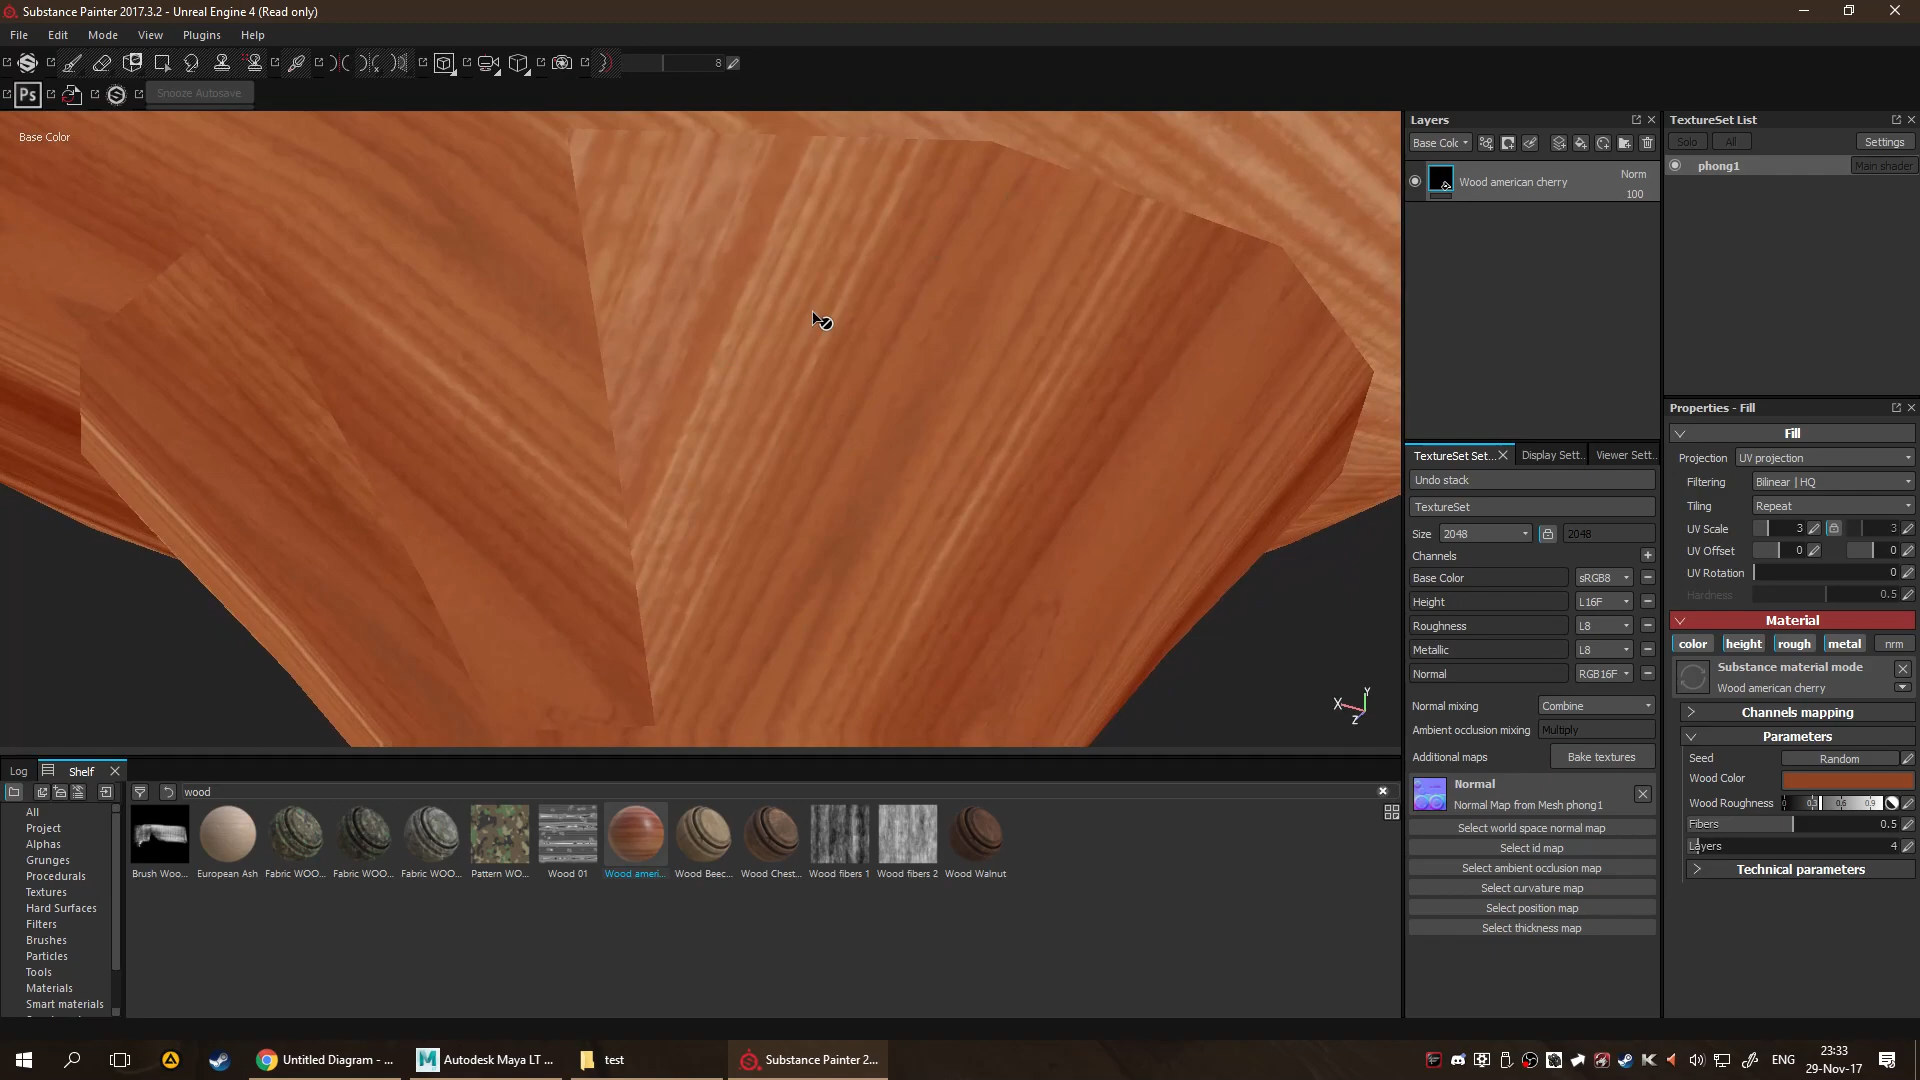 Substance Painter 2017.3.2 - Unreal Engine 4 (Read only)
File Edit Mode View Plugins Help
8
Ps Snooze Autosave
Base Color
X Y Z
Layers
Base Colc
Wood american cherry Norm
100
TextureSet List
Solo All Settings
phong1 Main shader
TextureSet Set... Display Sett.. Viewer Sett..
Undo stack
TextureSet
Size 2048 2048
Channels
Base Color sRGB8
Height L16F
Roughness L8
Metallic L8
Normal RGB16F
Normal mixing Combine
Ambient occlusion mixing Multiply
Additional maps Bake textures
Normal
Normal Map from Mesh phong1
Select world space normal map
Select id map
Select ambient occlusion map
Select curvature map
Select position map
Select thickness map
Properties - Fill
Fill
Projection UV projection
Filtering Bilinear | HQ
Tiling Repeat
UV Scale 3 3
UV Offset 0 0
UV Rotation 0
Hardness 0.5
Material
color height rough metal nrm
Substance material mode
Wood american cherry
Channels mapping
Parameters
Seed Random
Wood Color
Wood Roughness 0 0.3 0.6 0.9
Fibers 0.5
Layers 4
Technical parameters
Log Shelf
wood
All
Project
Alphas
Grunges
Procedurals
Textures
Hard Surfaces
Filters
Brushes
Particles
Tools
Materials
Smart materials
Brush Woo... European Ash Fabric WOO... Fabric WOO... Fabric WOO... Pattern WO... Wood 01 Wood ameri... Wood Beec... Wood Chest... Wood fibers 1 Wood fibers 2 Wood Walnut
Untitled Diagram - ... Autodesk Maya LT ... test Substance Painter 2... ENG 23:33
29-Nov-17